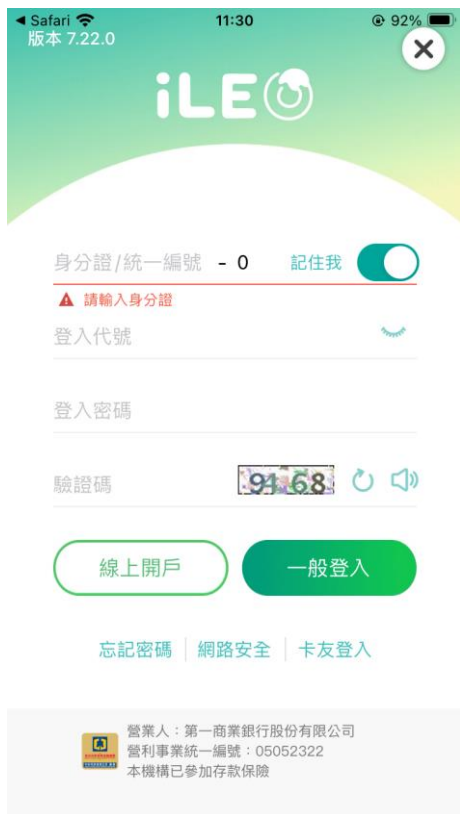 ◀ Safari 11:30 92%
版本 7.22.0
iLEO
身分證/統一編號 - 0 記住我
請輸入身分證
登入代號
登入密碼
驗證碼 9168
線上開戶 一般登入
忘記密碼 網路安全 卡友登入
營業人：第一商業銀行股份有限公司
營利事業統一編號：05052322
本機構已參加存款保險